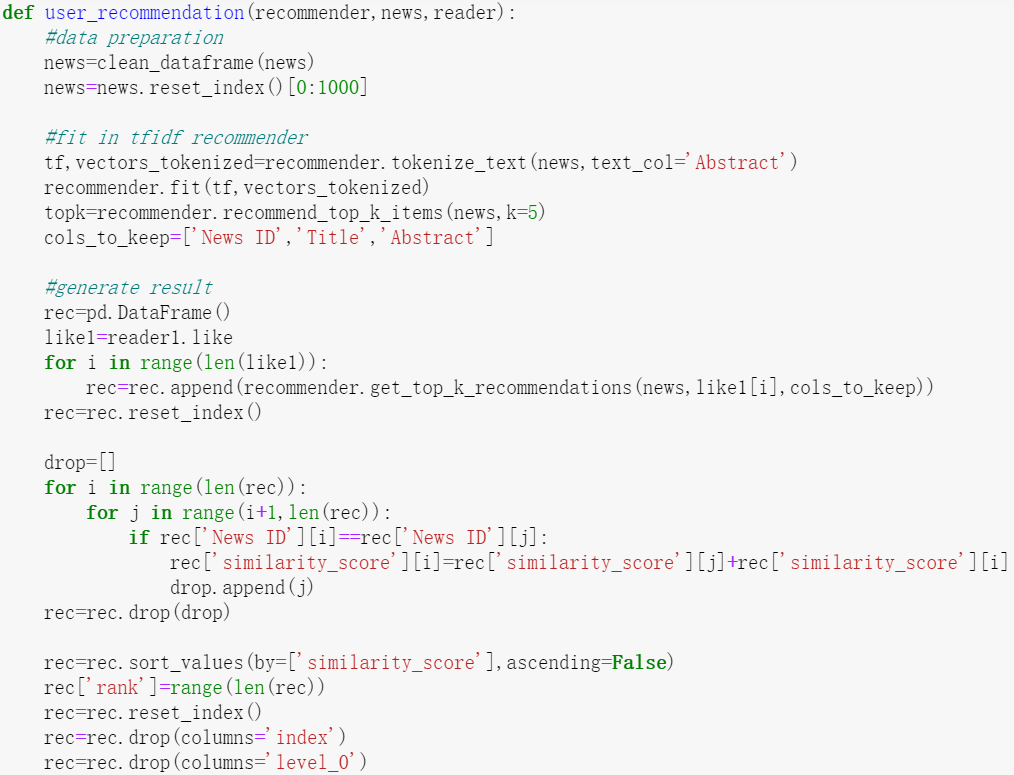 def user_recommendation(recommender,news,reader):
    #data preparation
    news=clean_dataframe(news)
    news=news.reset_index()[0:1000]

    #fit in tfidf recommender
    tf,vectors_tokenized=recommender.tokenize_text(news,text_col='Abstract')
    recommender.fit(tf,vectors_tokenized)
    topk=recommender.recommend_top_k_items(news,k=5)
    cols_to_keep=['News ID','Title','Abstract']

    #generate result
    rec=pd.DataFrame()
    like1=reader1.like
    for i in range(len(like1)):
        rec=rec.append(recommender.get_top_k_recommendations(news,like1[i],cols_to_keep))
    rec=rec.reset_index()

    drop=[]
    for i in range(len(rec)):
        for j in range(i+1,len(rec)):
            if rec['News ID'][i]==rec['News ID'][j]:
                rec['similarity_score'][i]=rec['similarity_score'][j]+rec['similarity_score'][i]
                drop.append(j)
    rec=rec.drop(drop)

    rec=rec.sort_values(by=['similarity_score'],ascending=False)
    rec['rank']=range(len(rec))
    rec=rec.reset_index()
    rec=rec.drop(columns='index')
    rec=rec.drop(columns='level_0')